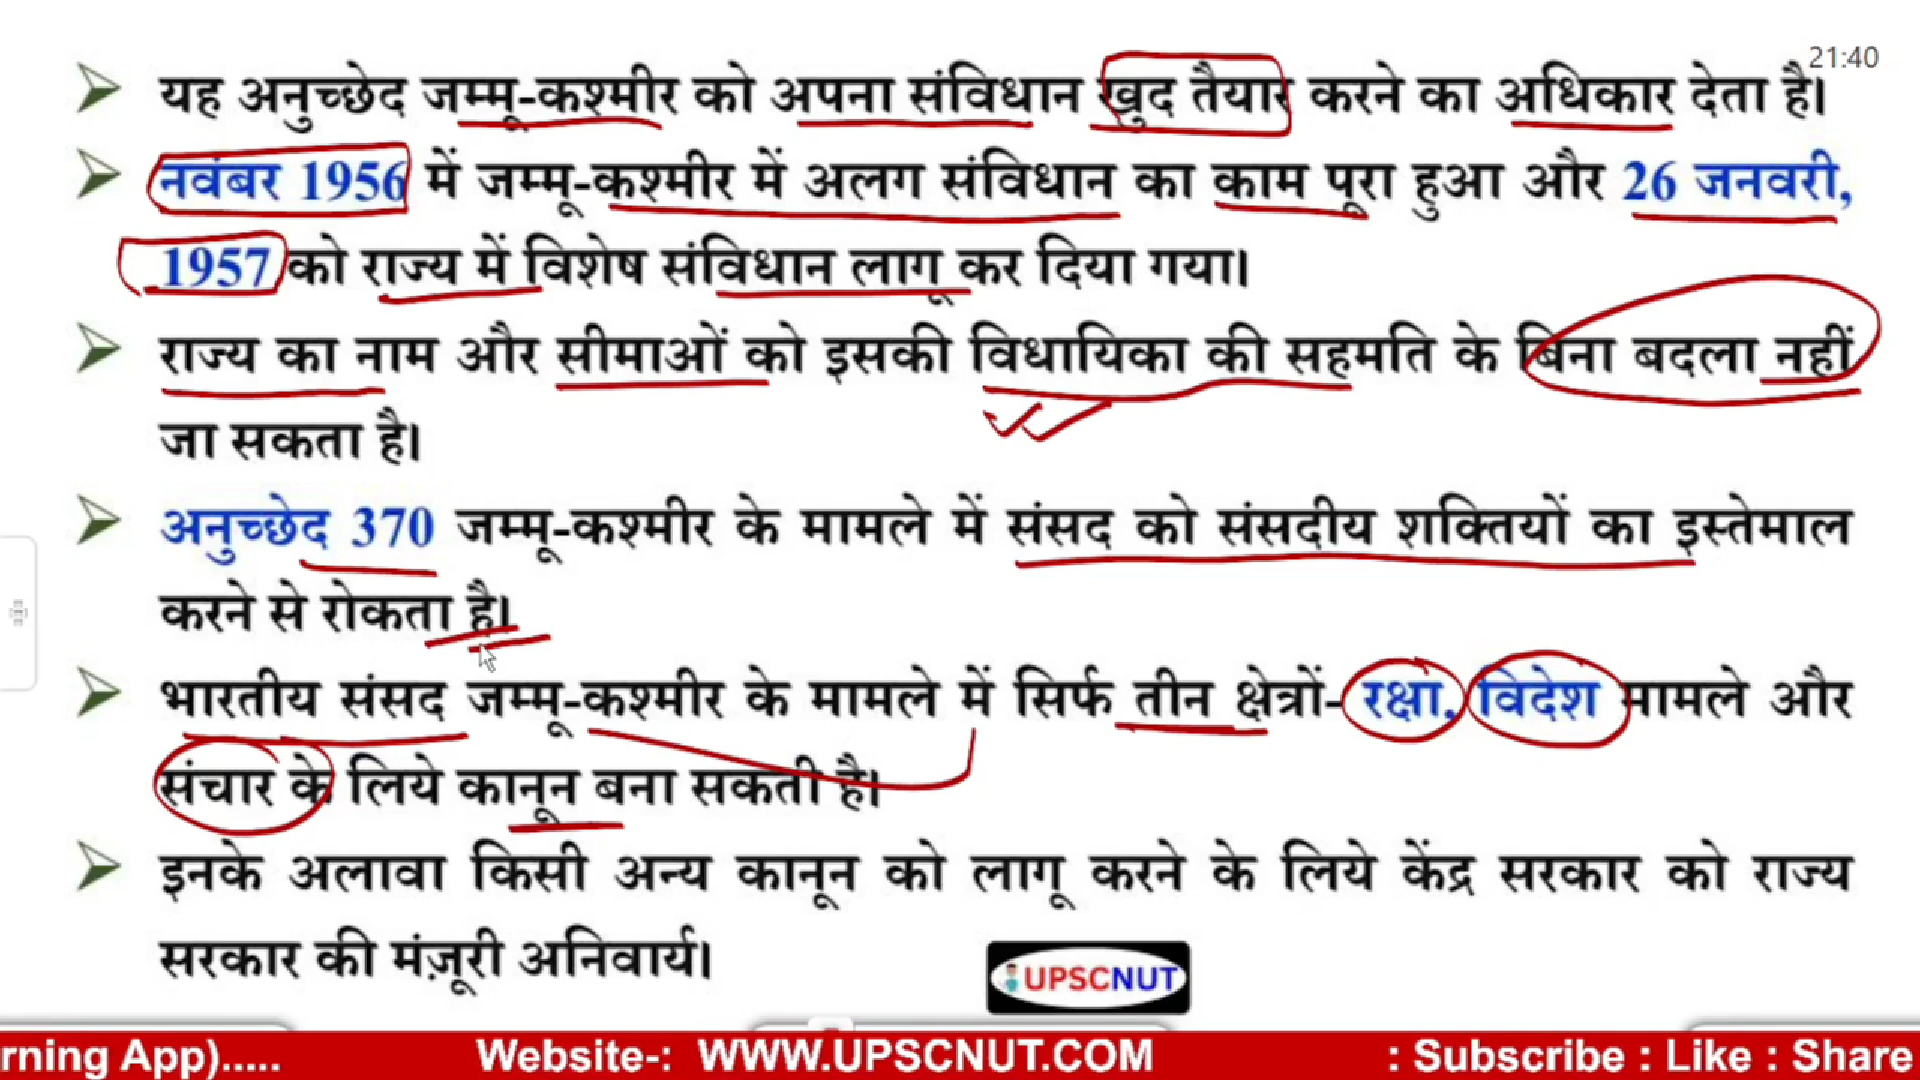 21:40
यह अनुच्छेद जम्मू-कश्मीर को अपना संविधान खुद तैयार करने का अधिकार देता है।
नवंबर 1956 में जम्मू-कश्मीर में अलग संविधान का काम पूरा हुआ और 26 जनवरी,
1957 को राज्य में विशेष संविधान लागू कर दिया गया।
राज्य का नाम और सीमाओं को इसकी विधायिका की सहमति के बिना बदला नहीं
जा सकता है।
अनुच्छेद 370 जम्मू-कश्मीर के मामले में संसद को संसदीय शक्तियों का इस्तेमाल
करने से रोकता है।
भारतीय संसद जम्मू-कश्मीर के मामले में सिर्फ तीन क्षेत्रों- रक्षा, विदेश मामले और
संचार के लिये कानून बना सकती है।
इनके अलावा किसी अन्य कानून को लागू करने के लिये केंद्र सरकार को राज्य
सरकार की मंज़ूरी अनिवार्य।
UPSCNUT
rning App)..... Website-: WWW.UPSCNUT.COM : Subscribe : Like : Share